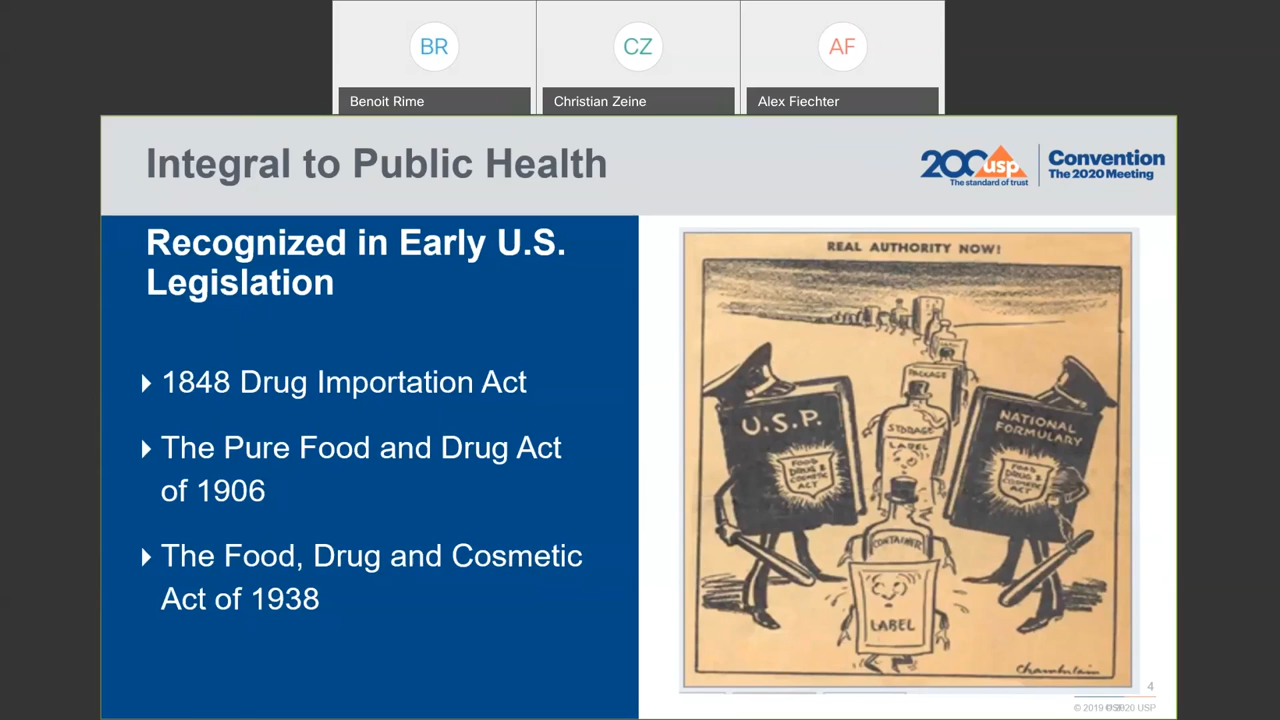 BR
CZ
AF
Benoit Rime
Christian Zeine
Alex Fiechter
Integral to Public Health
200 usp
The standard of trust
Convention
The 2020 Meeting
Recognized in Early U.S.
Legislation
1848 Drug Importation Act
The Pure Food and Drug Act
of 1906
The Food, Drug and Cosmetic
Act of 1938
REAL AUTHORITY NOW!
PACKAGE
U.S.P.
FOOD
DRUG &
COSMETIC
ACT
STORAGE
LABEL
NATIONAL
FORMULARY
FOOD
DRUG &
COSMETIC
ACT
CONTAINER
LABEL
Chamberlain
4
© 2019
2020 USP